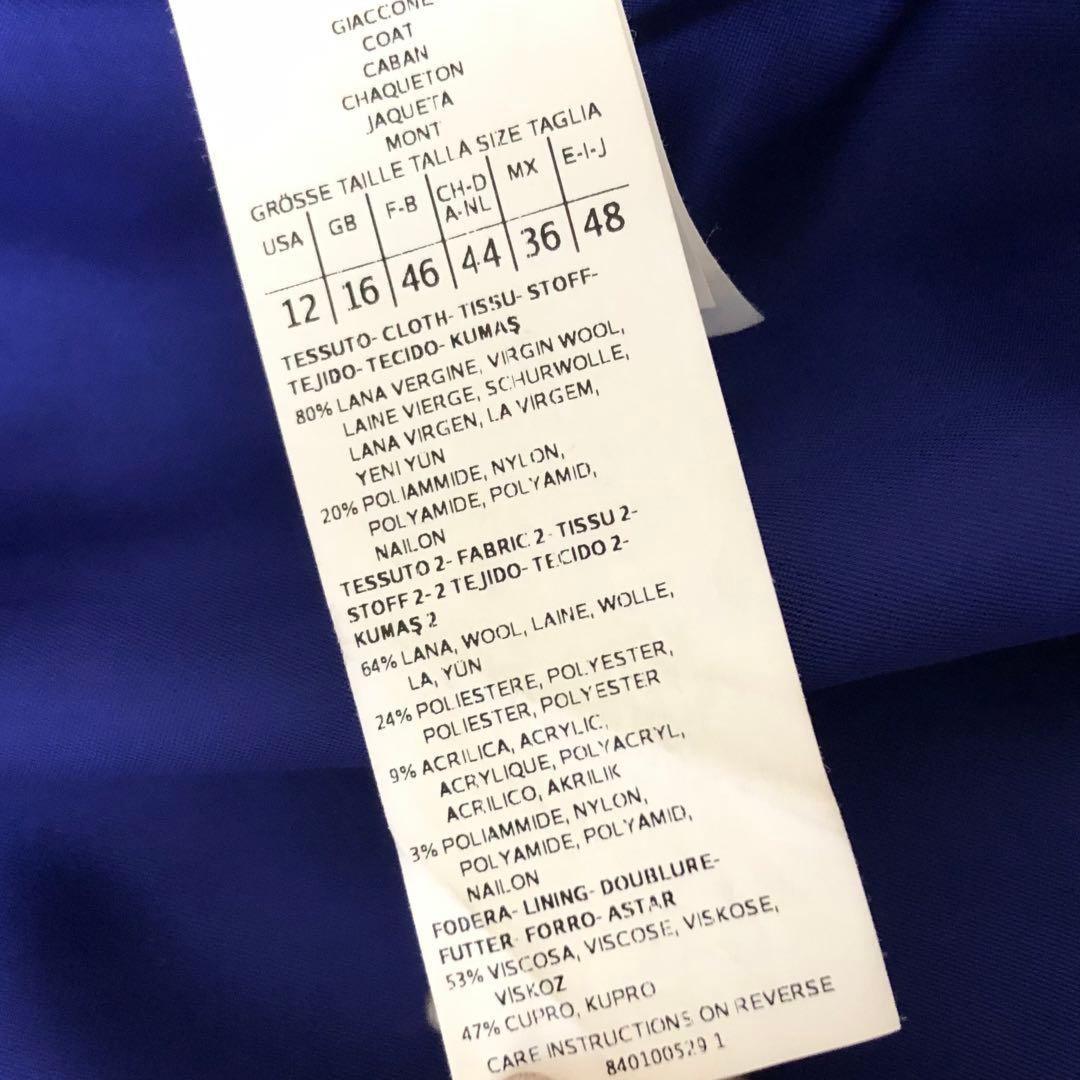 GIACCONE
COAT
CABAN
CHAQUETON
JAQUETA
MONT
GRÖSSE TAILLE TALLA SIZE TAGLIA
USA GB F-B CH-D A-NL MX E-I-J
12 16 46 44 36 48
TESSUTO- CLOTH- TISSU- STOFF-
TEJIDO- TECIDO- KUMAŞ
80% LANA VERGINE, VIRGIN WOOL,
LAINE VIERGE, SCHURWOLLE,
LANA VIRGEN, LA VIRGEM,
YENI YUN
20% POLIAMMIDE, NYLON,
POLYAMIDE, POLYAMID,
NAILON
TESSUTO 2- FABRIC 2- TISSU 2-
STOFF 2- 2 TEJIDO- TECIDO 2-
KUMAŞ 2
64% LANA, WOOL, LAINE, WOLLE,
LA, YÜN
24% POLIESTERE, POLYESTER,
POLIESTER, POLYESTER
9% ACRILICA, ACRYLIC,
ACRYLIQUE, POLYACRYL,
ACRILICO, AKRILIK
3% POLIAMMIDE, NYLON,
POLYAMIDE, POLYAMID,
NAILON
FODERA- LINING- DOUBLURE-
FUTTER- FORRO- ASTAR
53% VISCOSA, VISCOSE, VISKOSE,
VISKOZ
47% CUPRO, KUPRO
CARE INSTRUCTIONS ON REVERSE
840100529 1